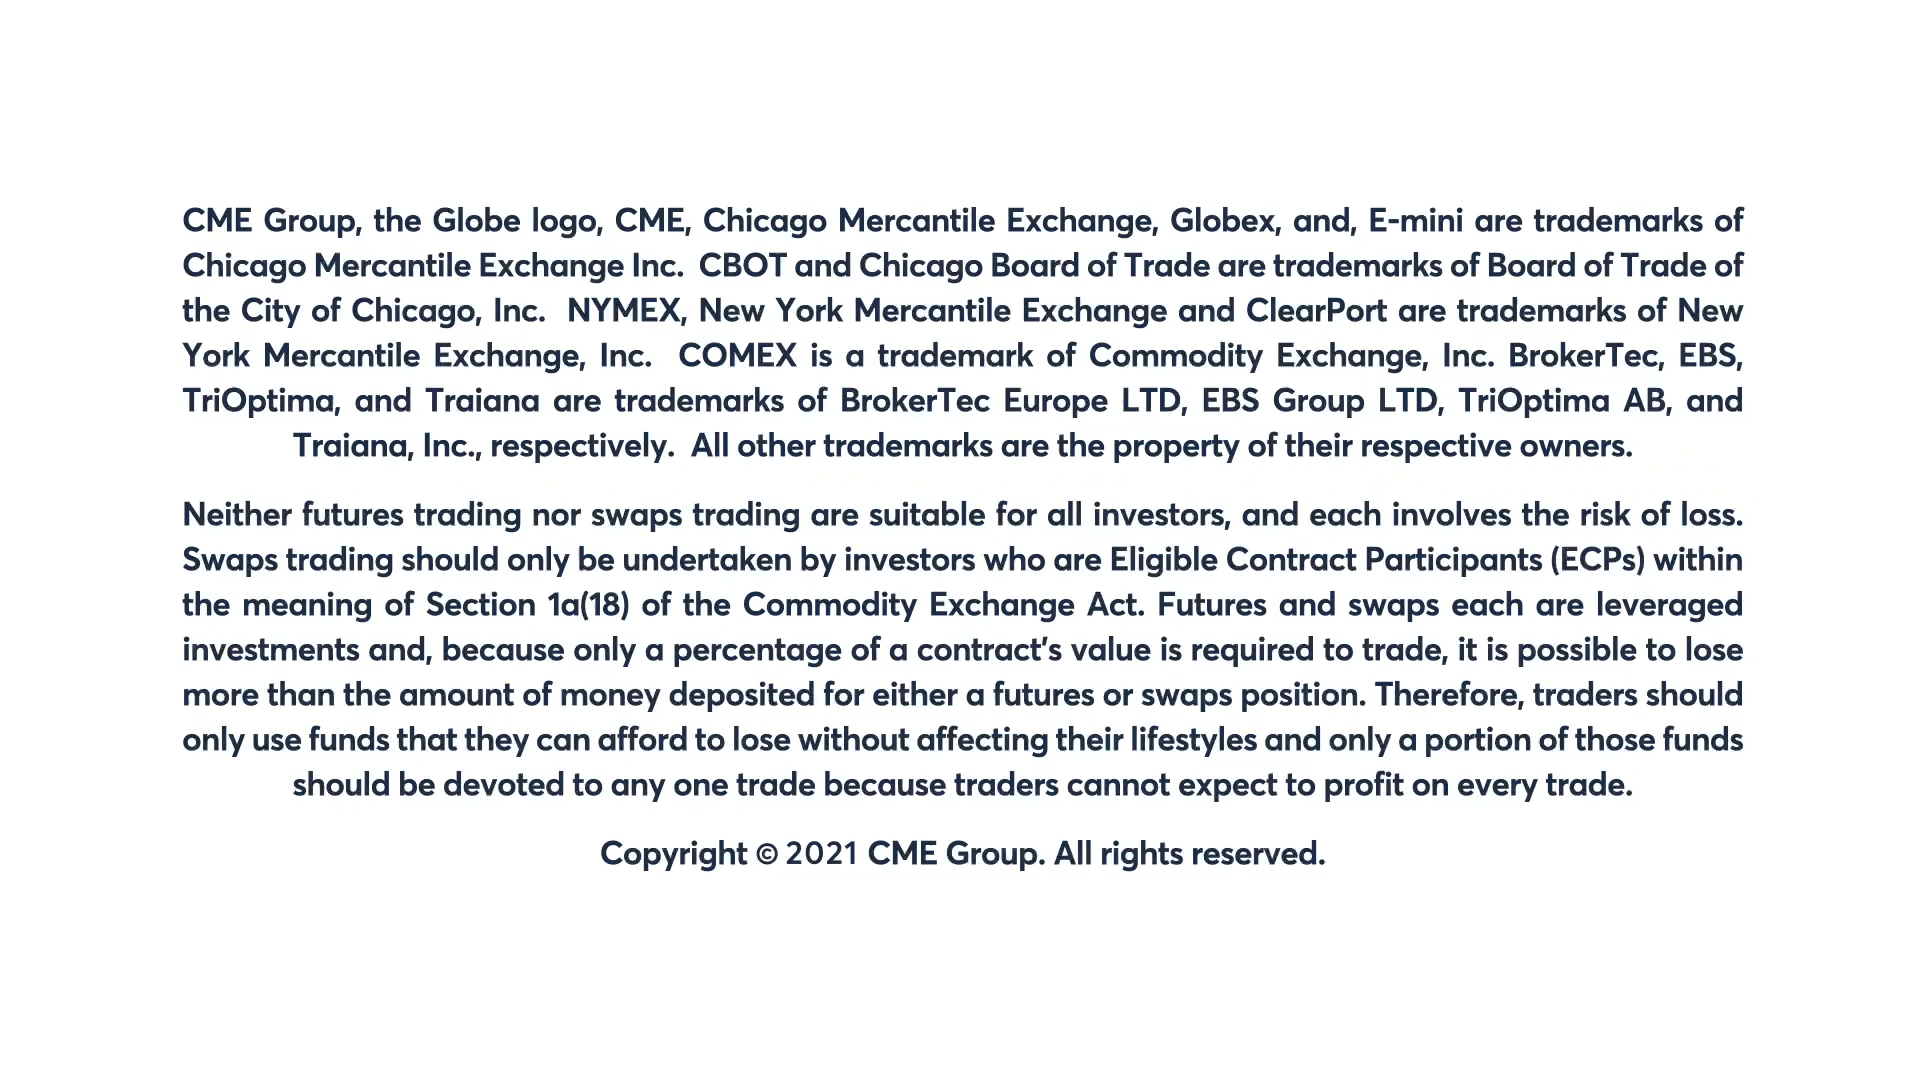 CME Group, the Globe logo, CME, Chicago Mercantile Exchange, Globex, and, E-mini are trademarks of
Chicago Mercantile Exchange Inc.  CBOT and Chicago Board of Trade are trademarks of Board of Trade of
the City of Chicago, Inc.  NYMEX, New York Mercantile Exchange and ClearPort are trademarks of New
York Mercantile Exchange, Inc.  COMEX is a trademark of Commodity Exchange, Inc. BrokerTec, EBS,
TriOptima, and Traiana are trademarks of BrokerTec Europe LTD, EBS Group LTD, TriOptima AB, and
Traiana, Inc., respectively.  All other trademarks are the property of their respective owners.
Neither futures trading nor swaps trading are suitable for all investors, and each involves the risk of loss.
Swaps trading should only be undertaken by investors who are Eligible Contract Participants (ECPs) within
the meaning of Section 1a(18) of the Commodity Exchange Act. Futures and swaps each are leveraged
investments and, because only a percentage of a contract's value is required to trade, it is possible to lose
more than the amount of money deposited for either a futures or swaps position. Therefore, traders should
only use funds that they can afford to lose without affecting their lifestyles and only a portion of those funds
should be devoted to any one trade because traders cannot expect to profit on every trade.
Copyright © 2021 CME Group. All rights reserved.